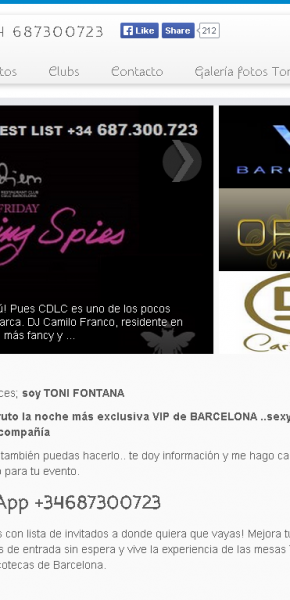 687300723
Like Share 212
tos Clubs Contacto Galería fotos Ton
EST LIST +34 687.300.723
RESTAURANT CLUB
CDLC BARCELONA
FRIDAY
ing Spies
ú! Pues CDLC es uno de los pocos
arca. DJ Camilo Franco, residente en
más fancy y ...
V
BAR
MA
Car
ces; soy TONI FONTANA
ruto la noche más exclusiva VIP de BARCELONA ..sexy
compañía
también puedas hacerlo.. te doy información y me hago ca
o para tu evento.
App +34687300723
s con lista de invitados a donde quiera que vayas! Mejora tu
s de entrada sin espera y vive la experiencia de las mesas
cotecas de Barcelona.